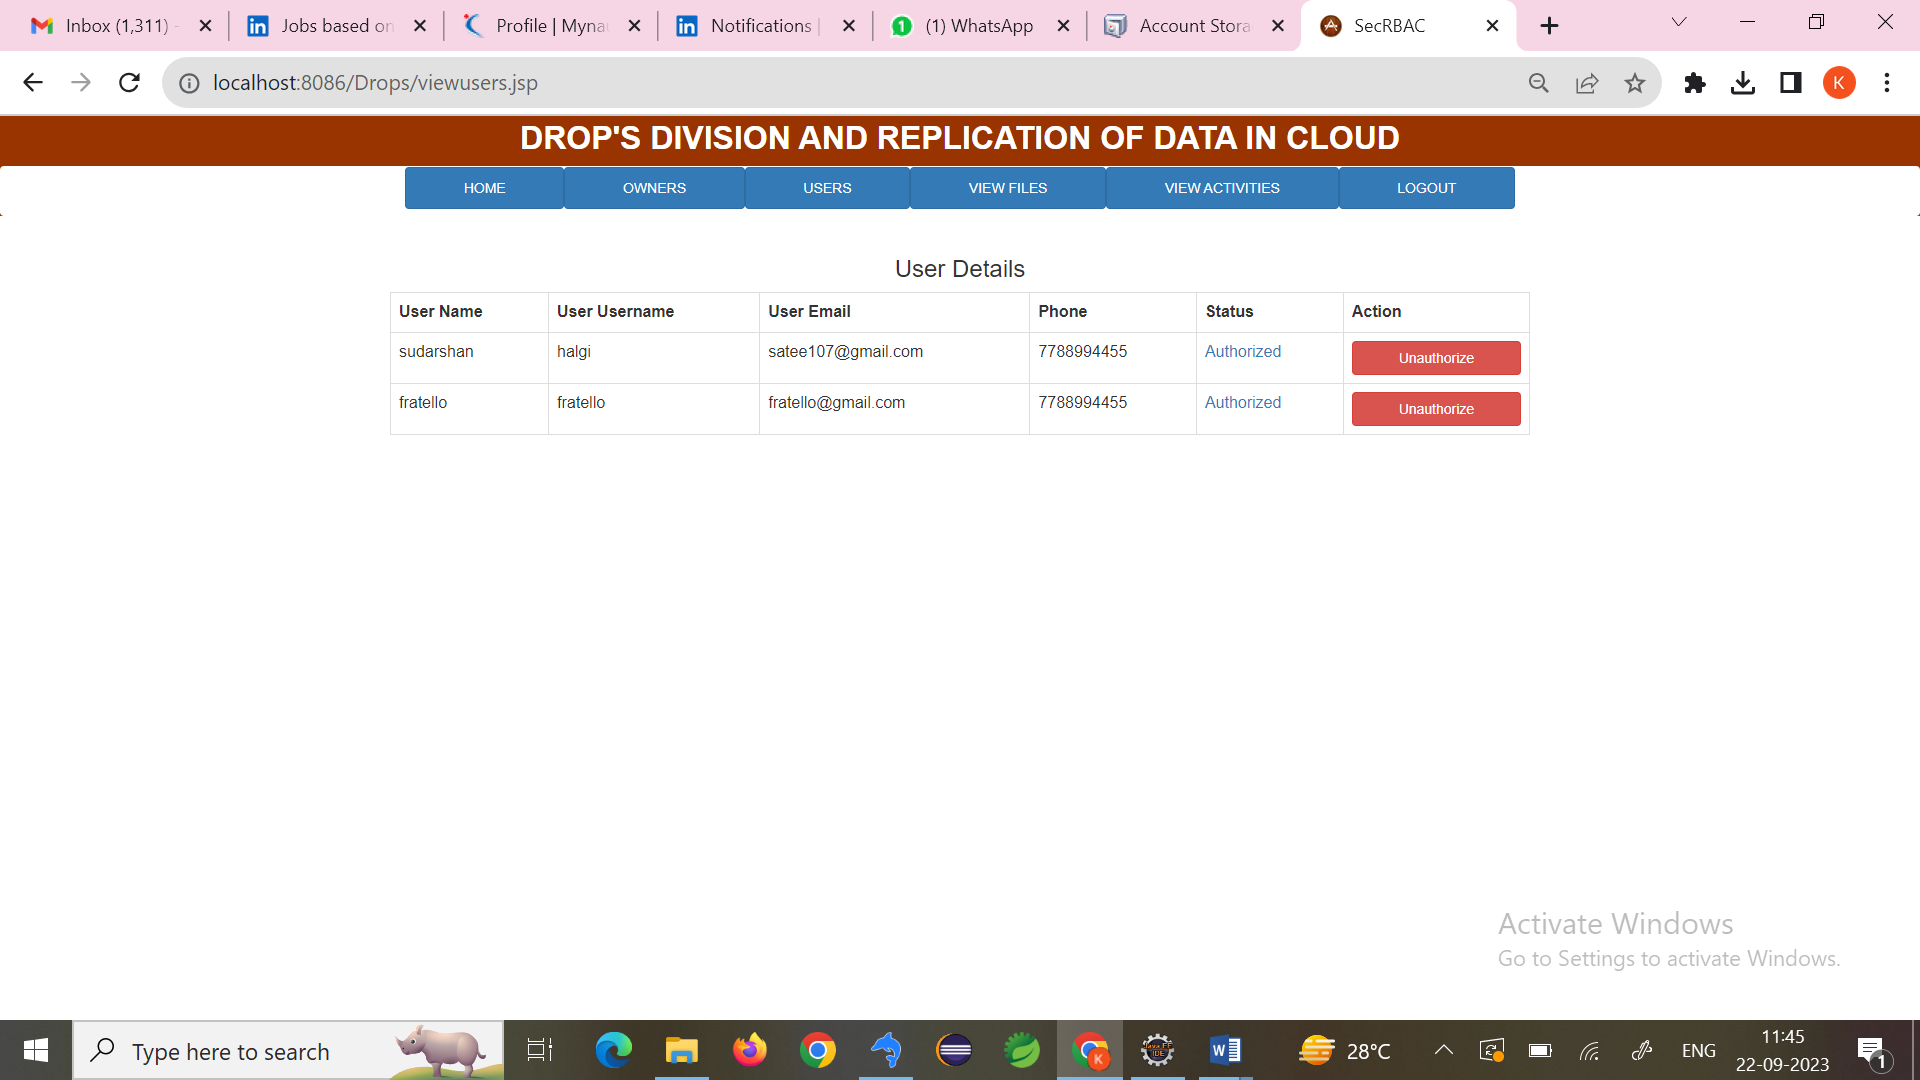 Inbox (1,311) -
Jobs based on
Profile | Mynau
Notifications |
(1) WhatsApp
Account Stora
SecRBAC
localhost:8086/Drops/viewusers.jsp
K
DROP'S DIVISION AND REPLICATION OF DATA IN CLOUD
HOME OWNERS USERS VIEW FILES VIEW ACTIVITIES LOGOUT
User Details
User Name User Username User Email Phone Status Action
sudarshan halgi satee107@gmail.com 7788994455 Authorized Unauthorize
fratello fratello fratello@gmail.com 7788994455 Authorized Unauthorize
Activate Windows
Go to Settings to activate Windows.
Type here to search
28°C
ENG
11:45
22-09-2023
1